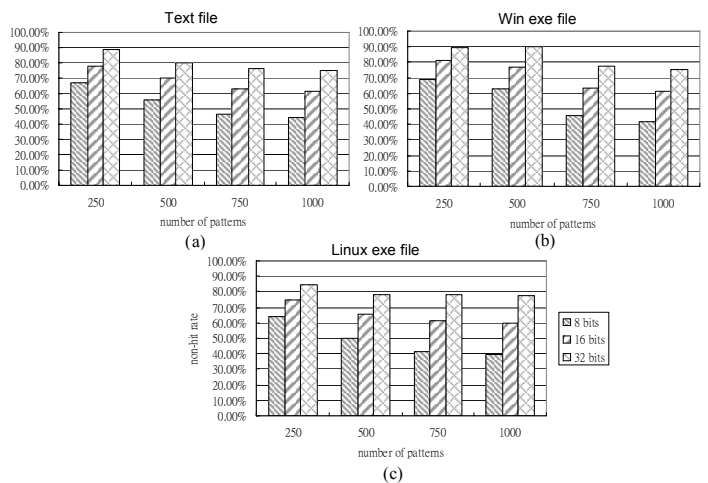 Text file
100.00%
90.00%
80.00%
70.00%
60.00%
50.00%
40.00%
30.00%
20.00%
10.00%
0.00%
250 500 750 1000
number of patterns
(a)
Win exe file
100.00%
90.00%
80.00%
70.00%
60.00%
50.00%
40.00%
30.00%
20.00%
10.00%
0.00%
250 500 750 1000
number of patterns
(b)
Linux exe file
non-hit rate
100.00%
90.00%
80.00%
70.00%
60.00%
50.00%
40.00%
30.00%
20.00%
10.00%
0.00%
250 500 750 1000
number of patterns
(c)
8 bits
16 bits
32 bits